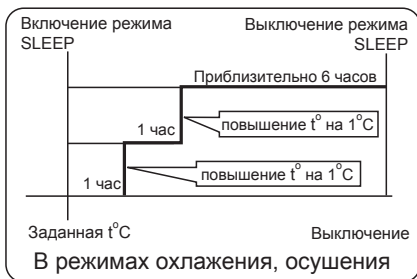 Включение режима SLEEP
Выключение режима SLEEP
Приблизительно 6 часов
1 час
повышение t° на 1°C
1 час
повышение t° на 1°C
Заданная t°C
Выключение
В режимах охлажения, осушения